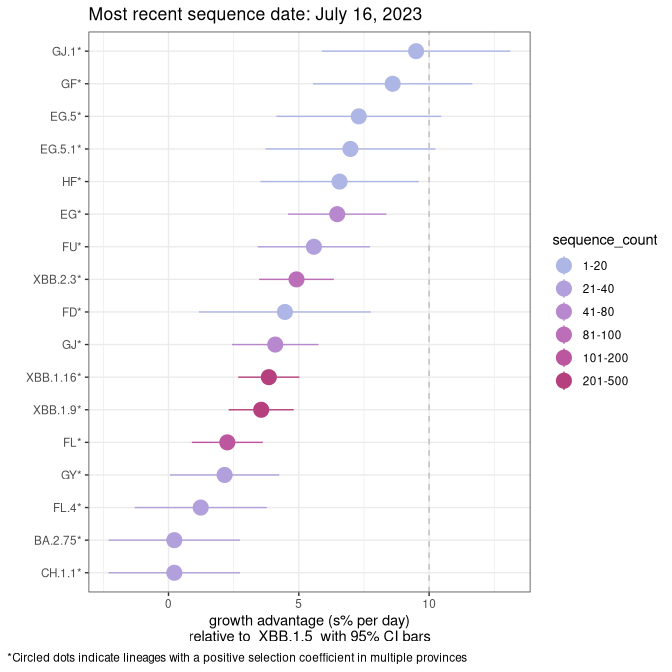 Most recent sequence date: July 16, 2023
GJ.1*
GF*
EG.5*
EG.5.1*
HF*
EG*
FU*
XBB.2.3*
FD*
GJ*
XBB.1.16*
XBB.1.9*
FL*
GY*
FL.4*
BA.2.75*
CH.1.1*
0 5 10
growth advantage (s% per day)
relative to XBB.1.5 with 95% CI bars
sequence_count
1-20
21-40
41-80
81-100
101-200
201-500
*Circled dots indicate lineages with a positive selection coefficient in multiple provinces